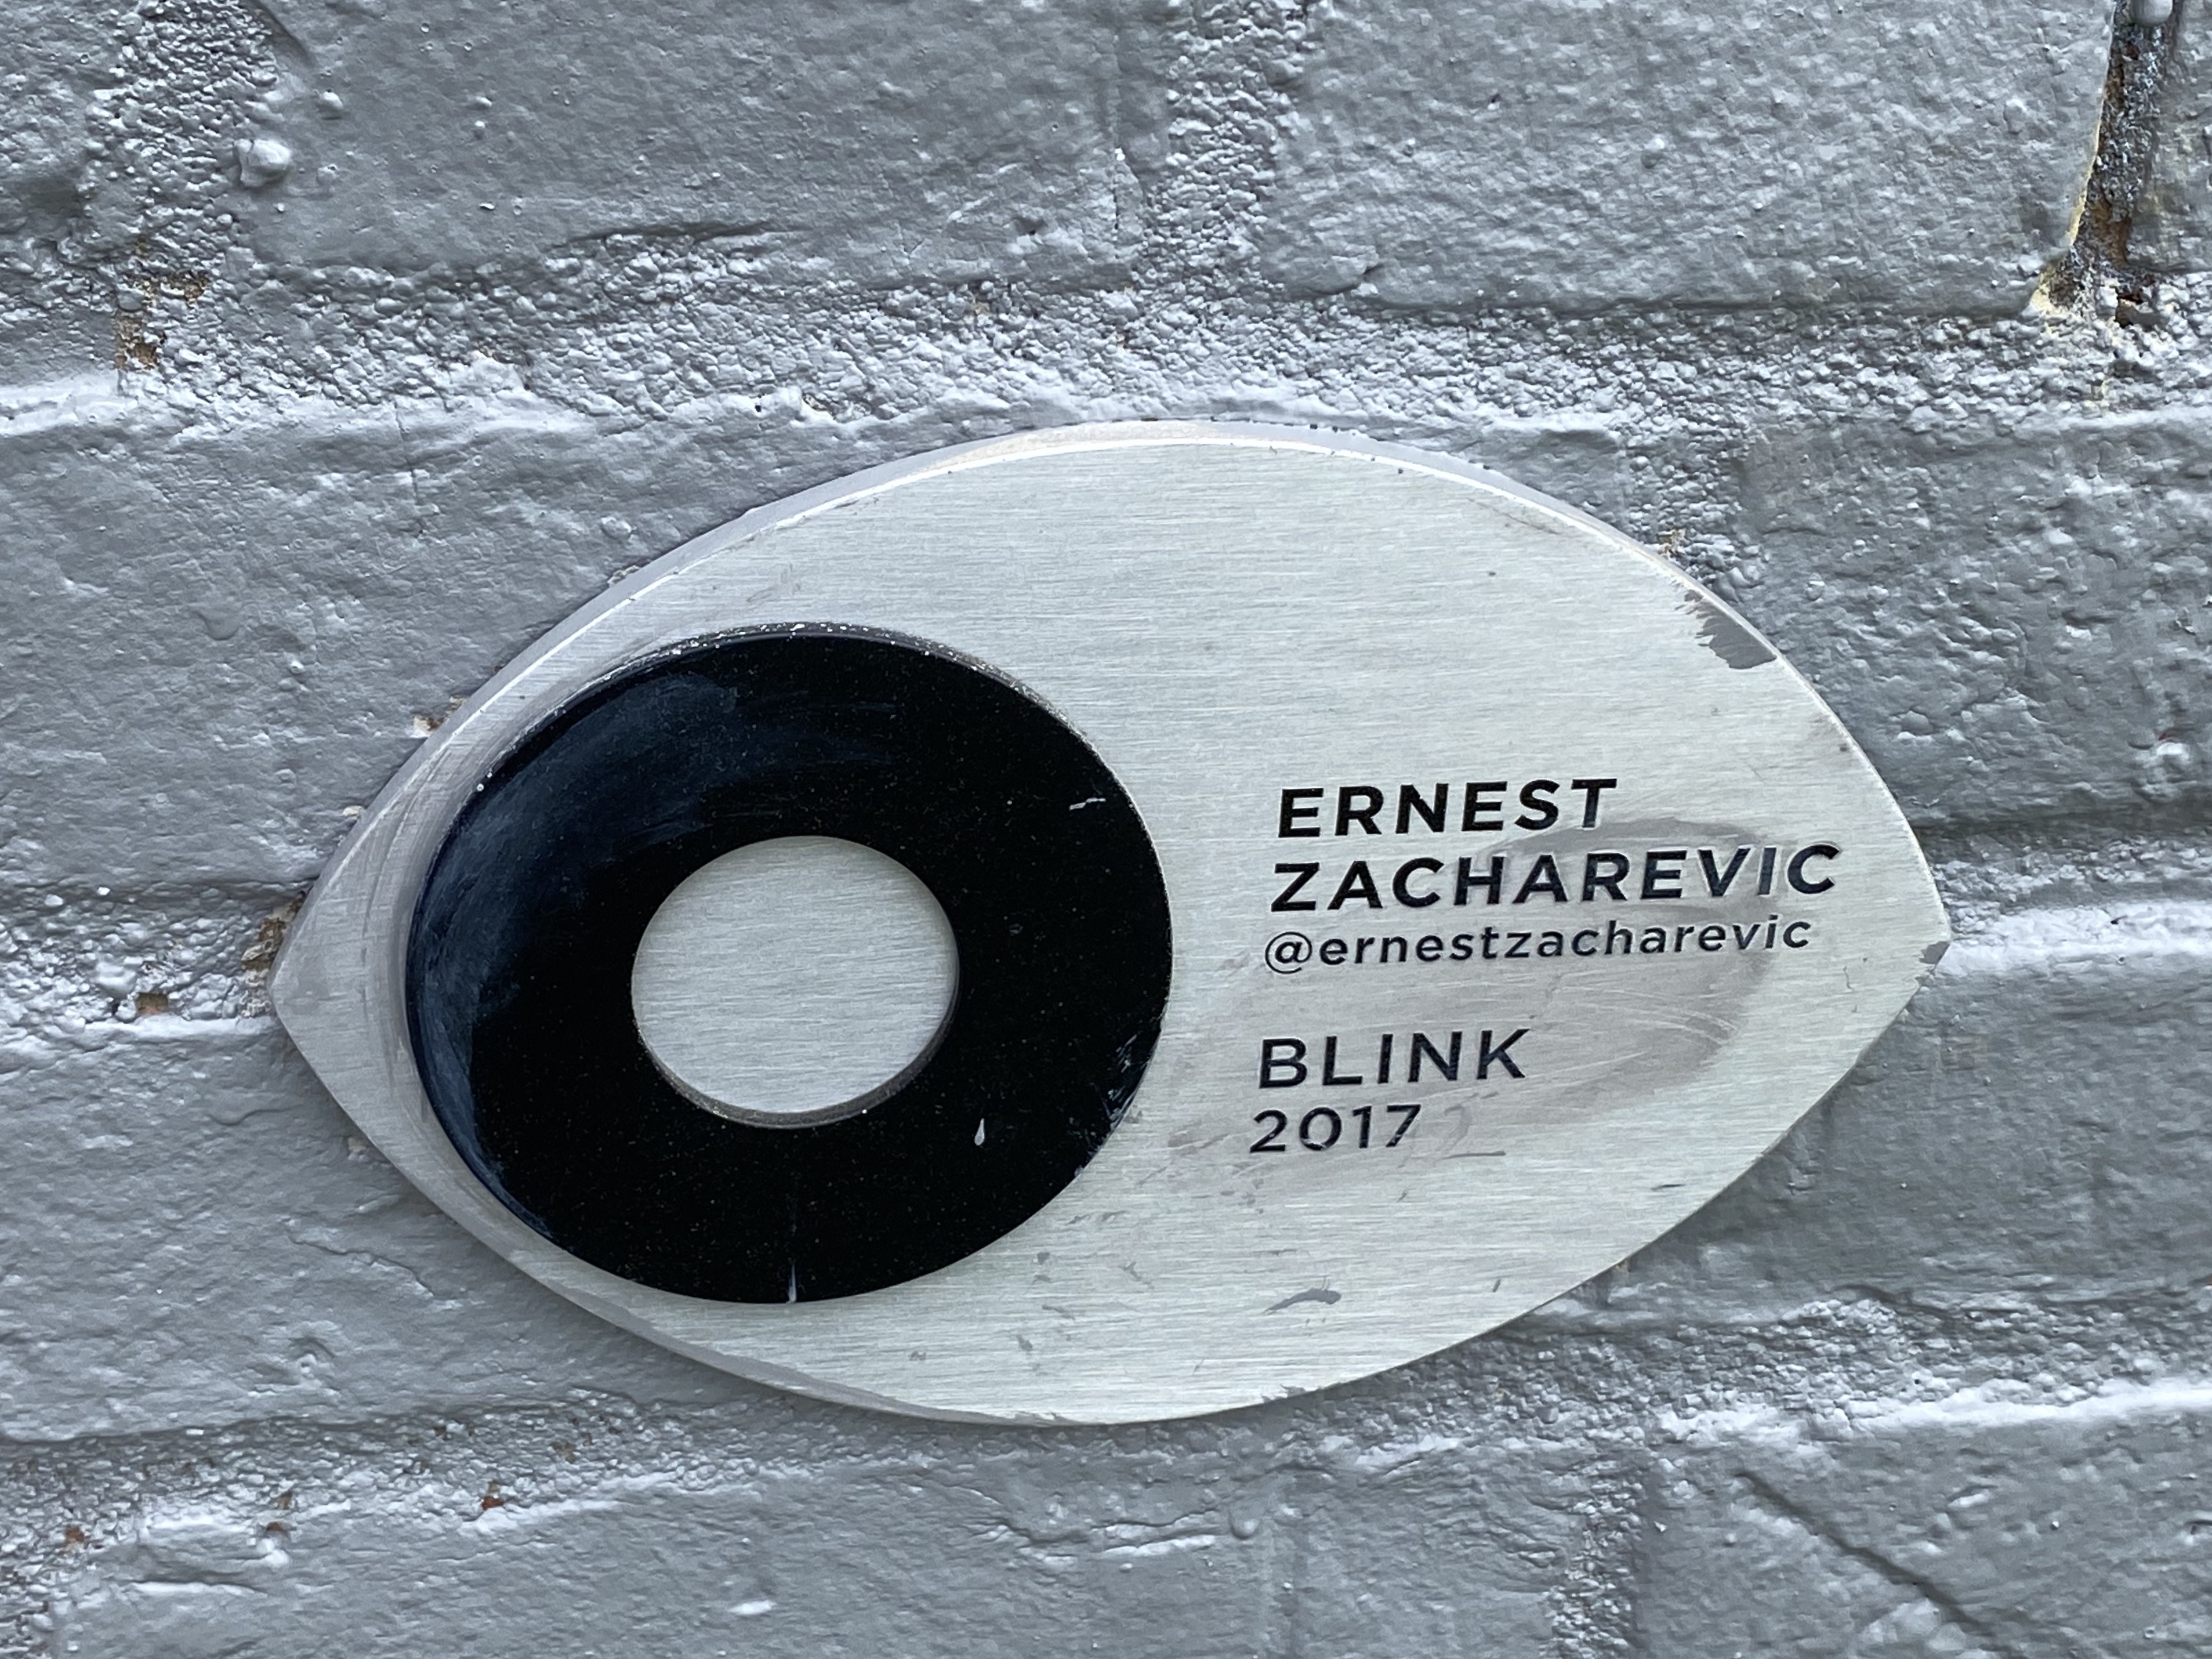 ERNEST
ZACHAREVIC
@ernestzacharevic
BLINK
2017